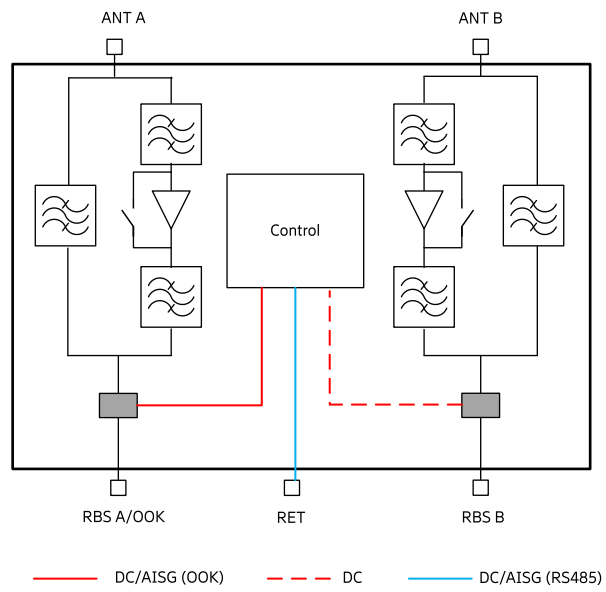 ANT A
ANT B
Control
RBS A/OOK
RET
RBS B
DC/AISG (OOK)
DC
DC/AISG (RS485)